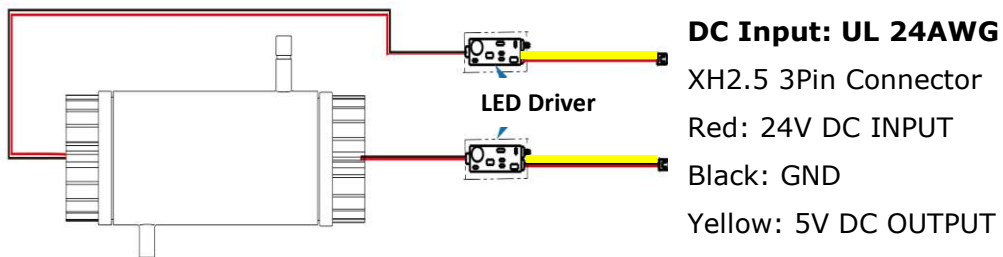 DC Input: UL 24AWG
XH2.5 3Pin Connector
LED Driver
Red: 24V DC INPUT
Black: GND
Yellow: 5V DC OUTPUT